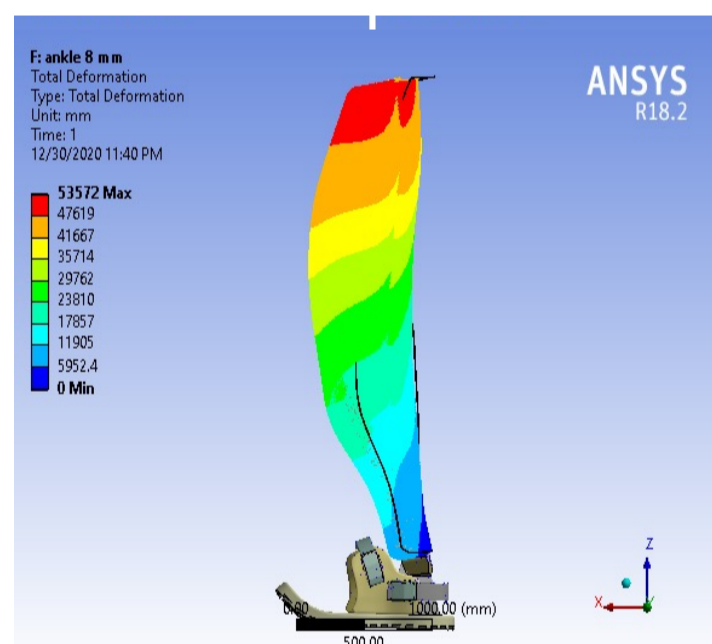 F: ankle 8 mm
Total Deformation
Type: Total Deformation
Unit: mm
Time: 1
12/30/2020 11:40 PM
ANSYS
R18.2
53572 Max
47619
41667
35714
29762
23810
17857
11905
5952.4
0 Min
Z
X
0.00 1000.00 (mm)
500.00